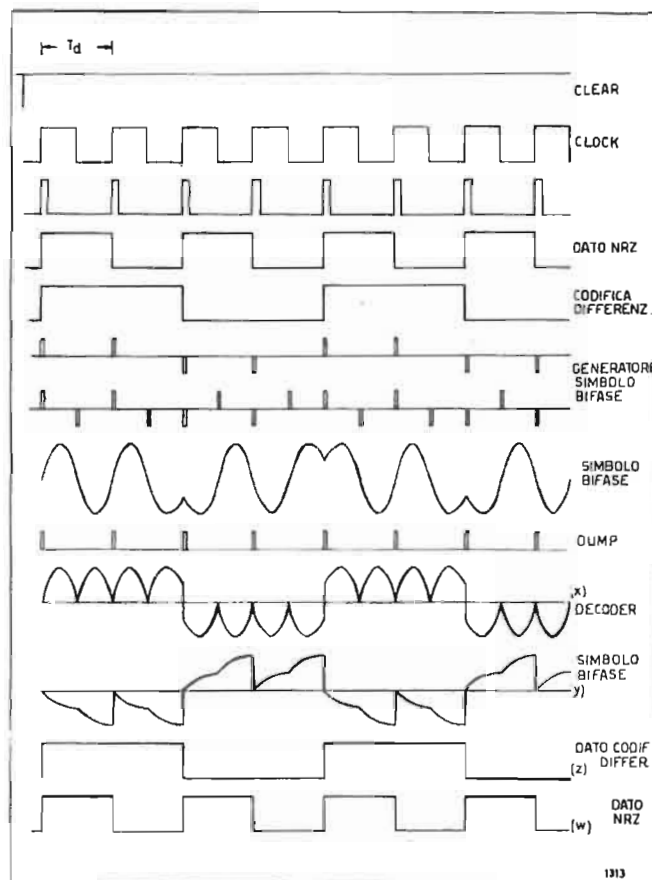 Td
CLEAR
CLOCK
DATO NRZ
CODIFICA
DIFFERENZ.
GENERATORE
SIMBOLO
BIFASE
SIMBOLO
BIFASE
DUMP
(x)
DECODER
SIMBOLO
BIFASE
y)
DATO CODIF
DIFFER.
(z)
DATO
NRZ
(w)
1313